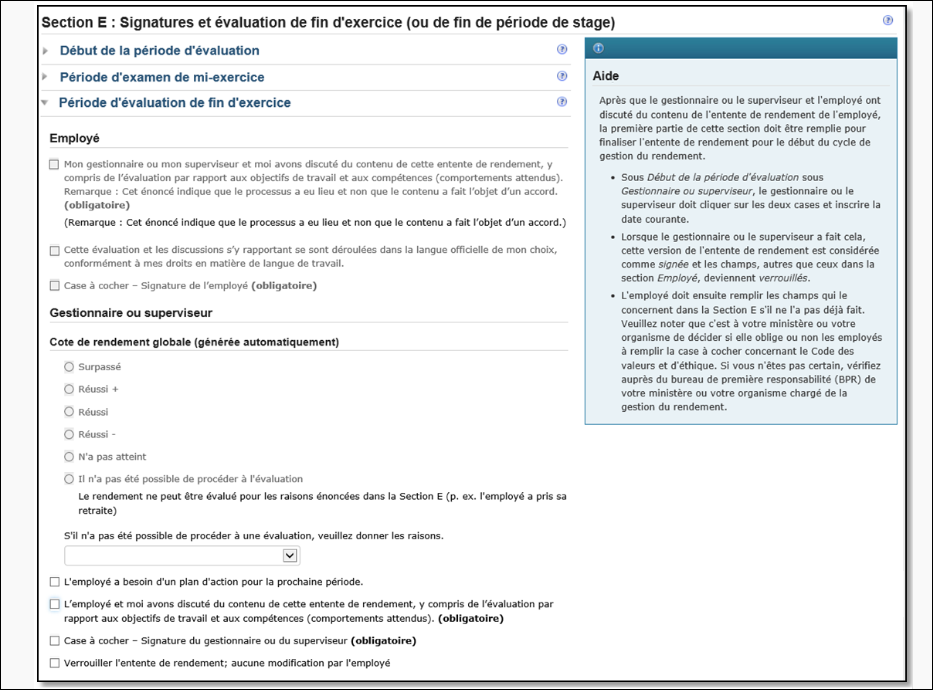 Section E : Signatures et évaluation de fin d'exercice (ou de fin de période de stage)
Début de la période d'évaluation
Période d'examen de mi-exercice
Période d'évaluation de fin d'exercice
Employé
Mon gestionnaire ou mon superviseur et moi avons discuté du contenu de cette entente de rendement, y
compris de l’évaluation par rapport aux objectifs de travail et aux compétences (comportements attendus).
Remarque : Cet énoncé indique que le processus a eu lieu et non que le contenu a fait l’objet d’un accord.
(obligatoire)
(Remarque : Cet énoncé indique que le processus a eu lieu et non que le contenu a fait l’objet d’un accord.)
Cette évaluation et les discussions s’y rapportant se sont déroulées dans la langue officielle de mon choix,
conformément à mes droits en matière de langue de travail.
Case à cocher – Signature de l’employé (obligatoire)
Gestionnaire ou superviseur
Cote de rendement globale (générée automatiquement)
Surpassé
Réussi +
Réussi
Réussi -
N'a pas atteint
Il n'a pas été possible de procéder à l'évaluation
Le rendement ne peut être évalué pour les raisons énoncées dans la Section E (p. ex. l'employé a pris sa
retraite)
S'il n'a pas été possible de procéder à une évaluation, veuillez donner les raisons.
L'employé a besoin d'un plan d'action pour la prochaine période.
L’employé et moi avons discuté du contenu de cette entente de rendement, y compris de l’évaluation par
rapport aux objectifs de travail et aux compétences (comportements attendus). (obligatoire)
Case à cocher – Signature du gestionnaire ou du superviseur (obligatoire)
Verrouiller l'entente de rendement; aucune modification par l'employé
Aide
Après que le gestionnaire ou le superviseur et l'employé ont
discuté du contenu de l'entente de rendement de l'employé,
la première partie de cette section doit être remplie pour
finaliser l'entente de rendement pour le début du cycle de
gestion du rendement.
• Sous Début de la période d'évaluation sous
Gestionnaire ou superviseur, le gestionnaire ou le
superviseur doit cliquer sur les deux cases et inscrire la
date courante.
• Lorsque le gestionnaire ou le superviseur a fait cela,
cette version de l'entente de rendement est considérée
comme signée et les champs, autres que ceux dans la
section Employé, deviennent verrouillés.
• L'employé doit ensuite remplir les champs qui le
concernent dans la Section E s'il ne l'a pas déjà fait.
Veuillez noter que c'est à votre ministère ou votre
organisme de décider si elle oblige ou non les employés
à remplir la case à cocher concernant le Code des
valeurs et d'éthique. Si vous n'êtes pas certain, vérifiez
auprès du bureau de première responsabilité (BPR) de
votre ministère ou votre organisme chargé de la
gestion du rendement.